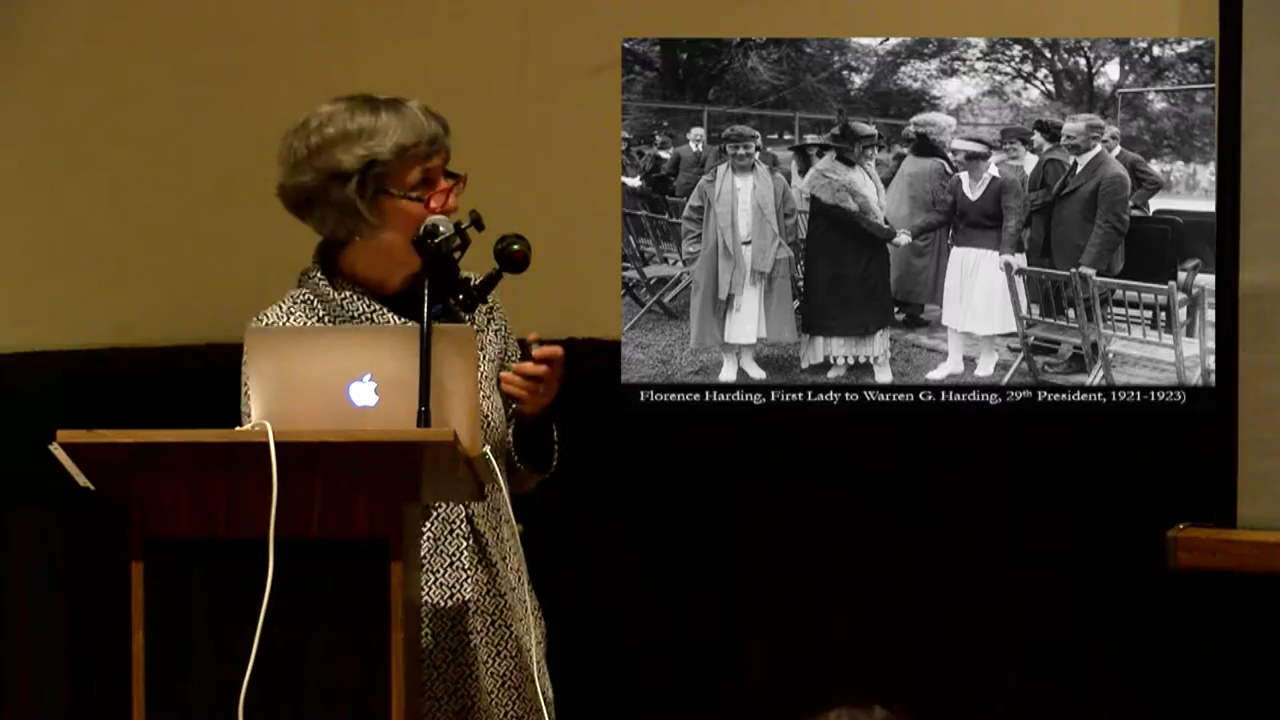 Florence Harding, First Lady to Warren G. Harding, 29th President, 1921-1923)